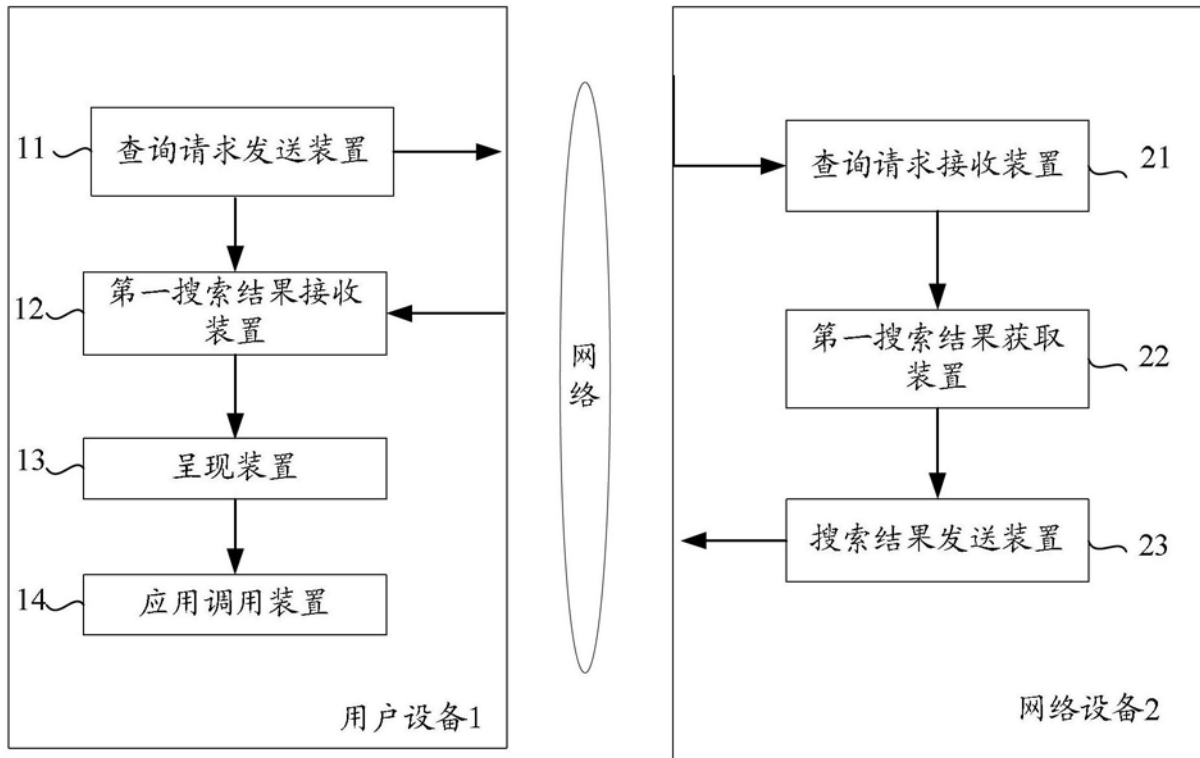 11
查询请求发送装置
12
第一搜索结果接收
装置
13
呈现装置
14
应用调用装置
用户设备1
网
络
查询请求接收装置
21
第一搜索结果获取
装置
22
搜索结果发送装置
23
网络设备2